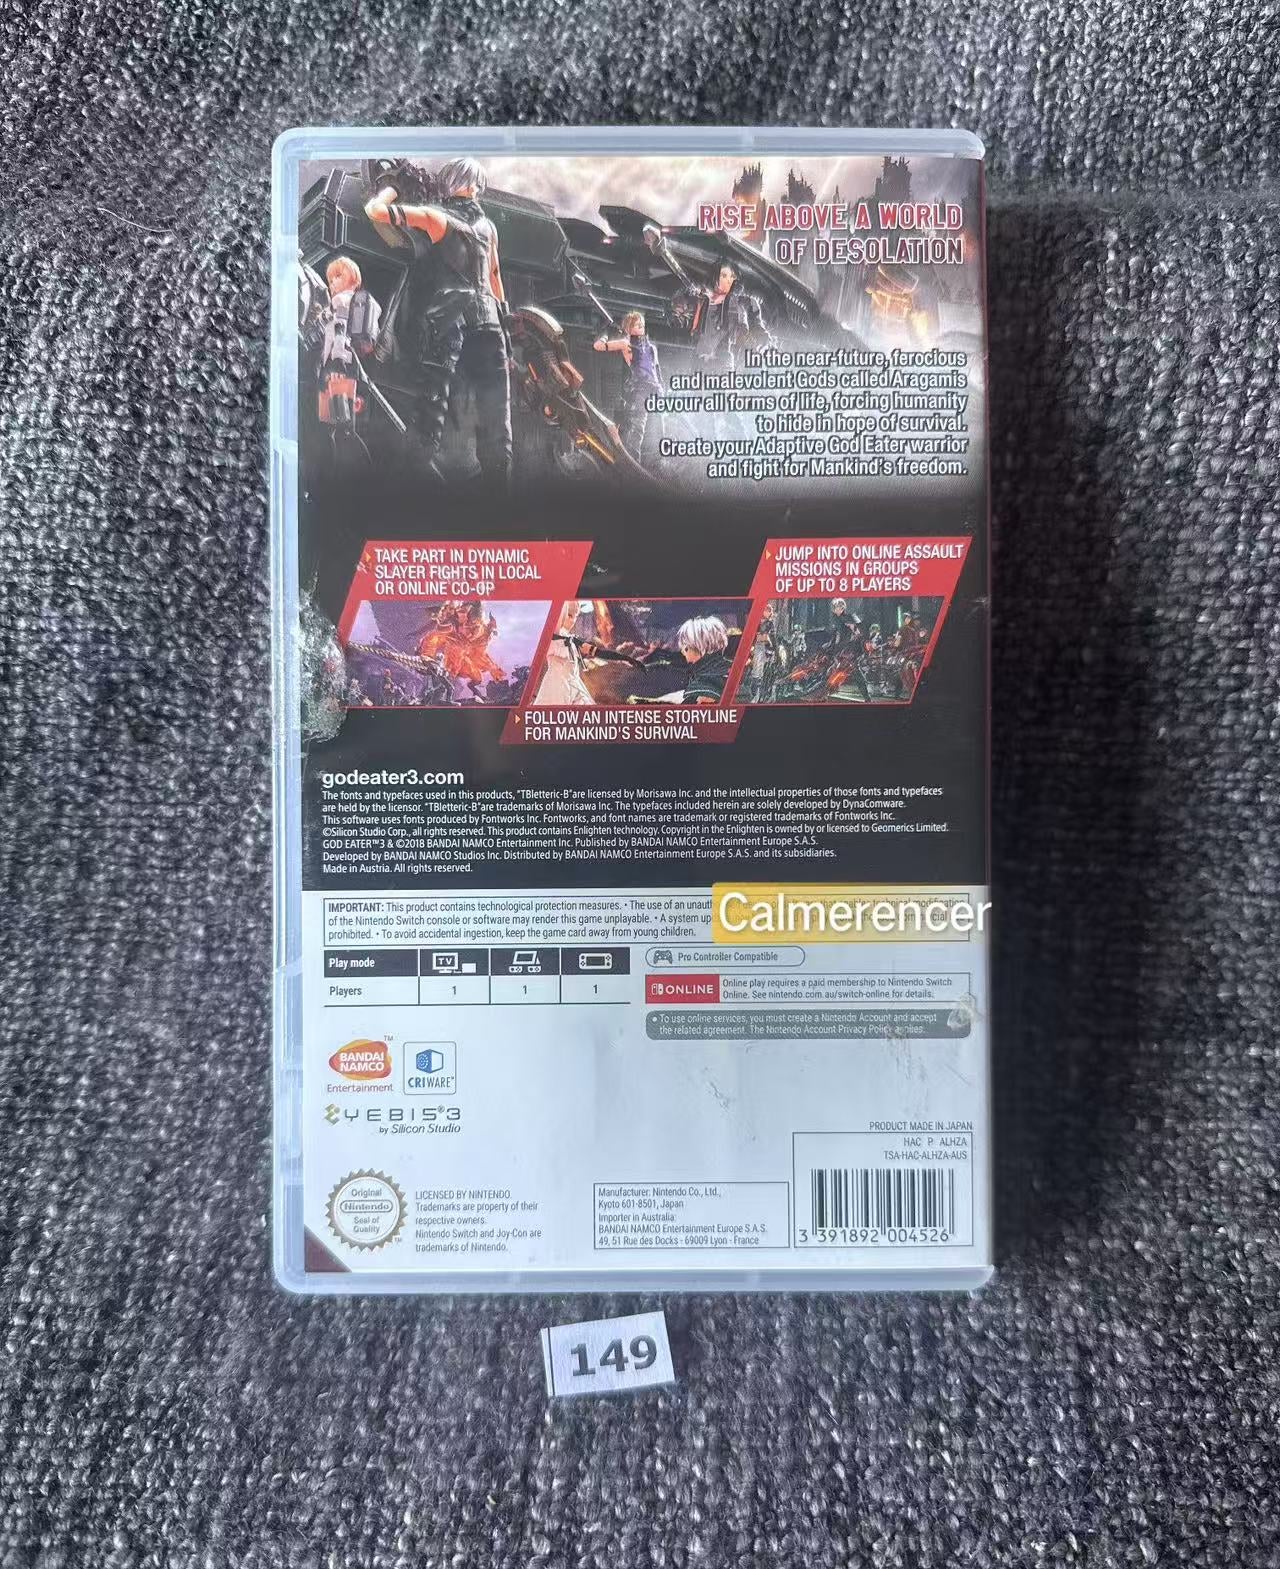 RISE ABOVE A WORLD
OF DESOLATION
In the near-future, ferocious
and malevolent Gods called Aragamis
devour all forms of life, forcing humanity
to hide in hope of survival.
Create your Adaptive God Eater warrior
and fight for Mankind's freedom.
TAKE PART IN DYNAMIC
SLAYER FIGHTS IN LOCAL
OR ONLINE CO-OP
JUMP INTO ONLINE ASSAULT
MISSIONS IN GROUPS
OF UP TO 8 PLAYERS
FOLLOW AN INTENSE STORYLINE
FOR MANKIND'S SURVIVAL
godeater3.com
The fonts and typefaces used in this products, "TBletteric-B"are licensed by Morisawa Inc. and the intellectual properties of those fonts and typefaces
are held by the licensor. "TBletteric-B"are trademarks of Morisawa Inc. The typefaces included herein are solely developed by DynaComware.
This software uses fonts produced by Fontworks Inc. Fontworks, and font names are trademark or registered trademarks of Fontworks Inc.
©Silicon Studio Corp., all rights reserved. This product contains Enlighten technology. Copyright in the Enlighten is owned by or licensed to Geomerics Limited.
GOD EATER™3 & ©2018 BANDAI NAMCO Entertainment Inc. Published by BANDAI NAMCO Entertainment Europe S.A.S.
Developed by BANDAI NAMCO Studios Inc. Distributed by BANDAI NAMCO Entertainment Europe S.A.S. and its subsidiaries.
Made in Austria. All rights reserved.
IMPORTANT: This product contains technological protection measures. • The use of an technical modification
of the Nintendo Switch console or software may render this game unplayable. • A system
prohibited. • To avoid accidental ingestion, keep the game card away from young children.
Calmerencer
Play mode TV
Players 1 1 1
Pro Controller Compatible
ONLINE
Online play requires a paid membership to Nintendo Switch
Online. See nintendo.com.au/switch-online for details.
• To use online services, you must create a Nintendo Account and accept
the related agreement. The Nintendo Account Privacy Policy applies.
BANDAI
NAMCO
Entertainment
™
CRIWARE™
YEBIS®3
by Silicon Studio
PRODUCT MADE IN JAPAN
HAC P ALHZA
TSA-HAC-ALHZA-AUS
3 391892 004526
Original
Nintendo
Seal of
Quality
™
LICENSED BY NINTENDO.
Trademarks are property of their
respective owners.
Nintendo Switch and Joy-Con are
trademarks of Nintendo.
Manufacturer: Nintendo Co., Ltd.,
Kyoto 601-8501, Japan
Importer in Australia:
BANDAI NAMCO Entertainment Europe S.A.S.
49, 51 Rue des Docks - 69009 Lyon - France
149